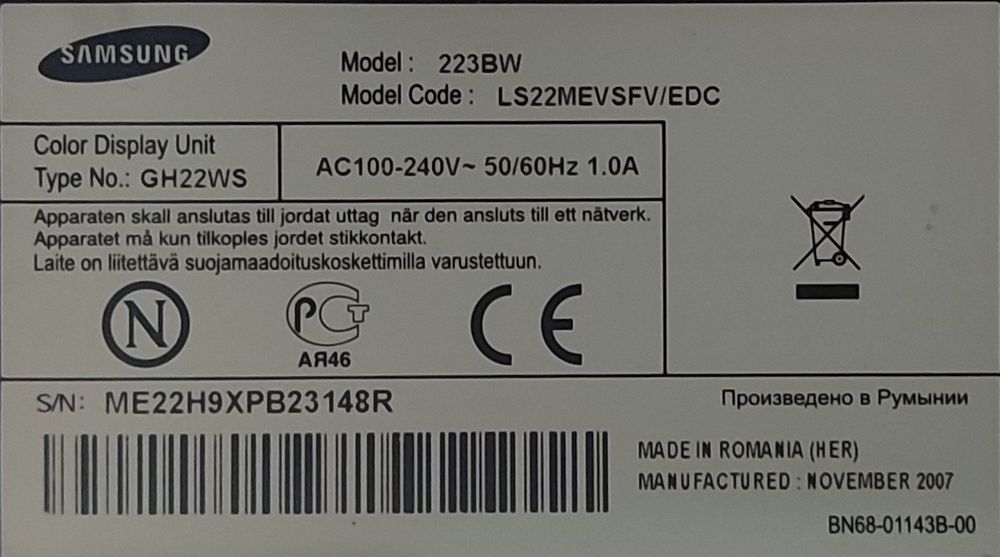 SAMSUNG
Model : 223BW
Model Code : LS22MEVSFV/EDC
Color Display Unit
Type No.: GH22WS
AC100-240V~ 50/60Hz 1.0A
Apparaten skall anslutas till jordat uttag när den ansluts till ett nätverk.
Apparatet må kun tilkoples jordet stikkontakt.
Laite on liitettävä suojamaadoituskoskettimilla varustettuun.
N
РСТ
АЯ46
CE
S/N: ME22H9XPB23148R
Произведено в Румынии
MADE IN ROMANIA (HER)
MANUFACTURED : NOVEMBER 2007
BN68-01143B-00